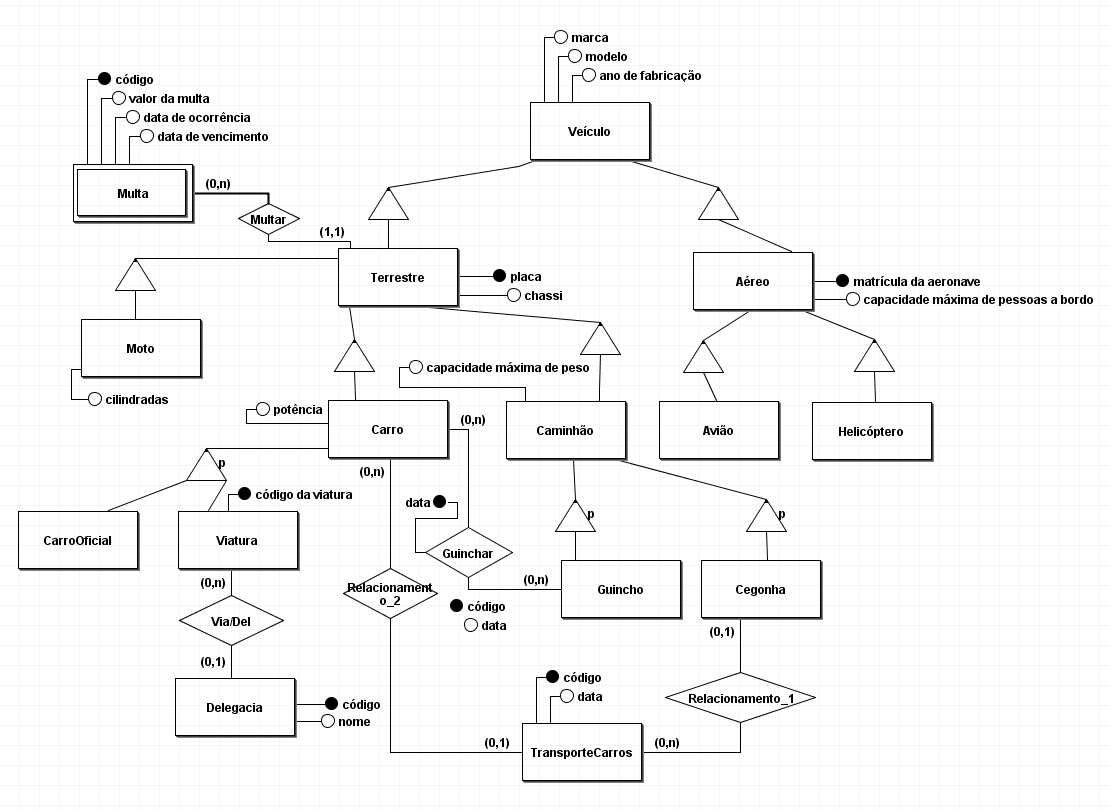 marca
modelo
ano de fabricação
Veículo
código
valor da multa
data de ocorrência
data de vencimento
Multa
(0,n)
Multar
(1,1)
Terrestre
placa
chassi
Aéreo
matrícula da aeronave
capacidade máxima de pessoas a bordo
Moto
cilindradas
capacidade máxima de peso
potência
Carro
(0,n)
Caminhão
Avião
Helicóptero
p
(0,n)
código da viatura
data
p
p
CarroOficial
Viatura
Guinchar
(0,n)
(0,n)
Guincho
Cegonha
Relacionament
o_2
código
data
Via/Del
(0,1)
(0,1)
Delegacia
código
nome
código
data
Relacionamento_1
(0,1)
TransporteCarros
(0,n)